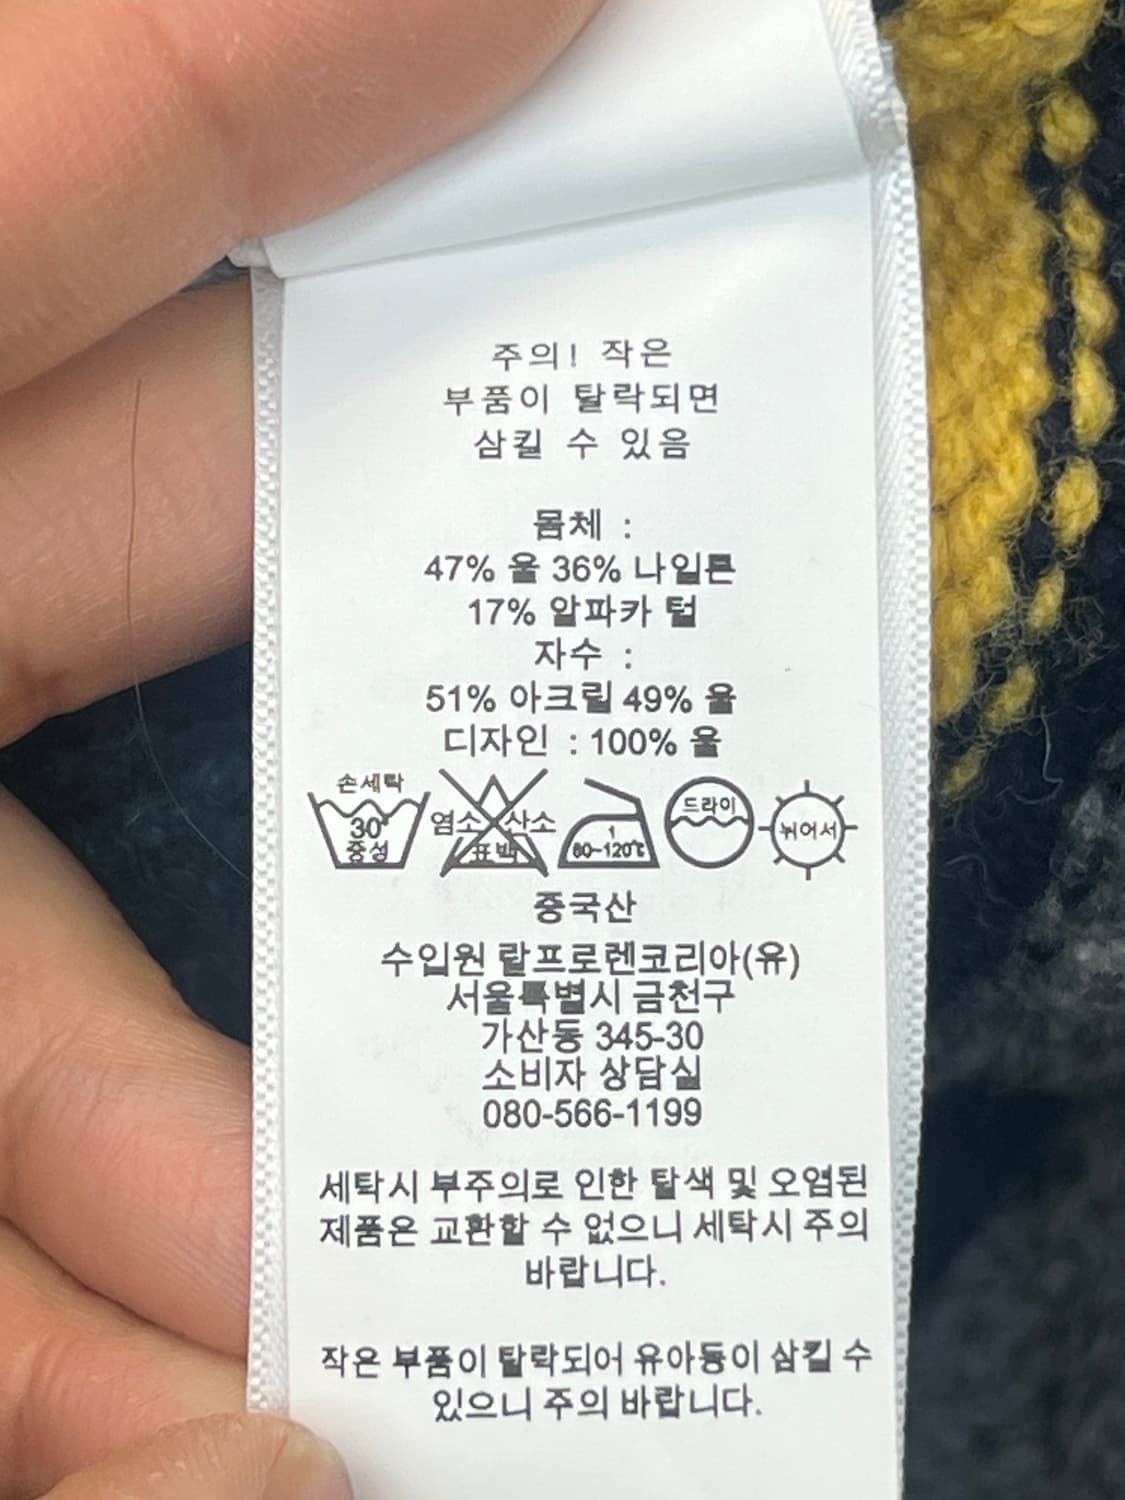 주의! 작은
부품이 탈락되면
삼킬 수 있음
몸체 :
47% 울 36% 나일론
17% 알파카 털
자수 :
51% 아크릴 49% 울
디자인 : 100% 울
손세탁
30°
중성
염소 산소
표백
1
80~120℃
드라이
뉘어서
중국산
수입원 랄프로렌코리아(유)
서울특별시 금천구
가산동 345-30
소비자 상담실
080-566-1199
세탁시 부주의로 인한 탈색 및 오염된
제품은 교환할 수 없으니 세탁시 주의
바랍니다.
작은 부품이 탈락되어 유아동이 삼킬 수
있으니 주의 바랍니다.